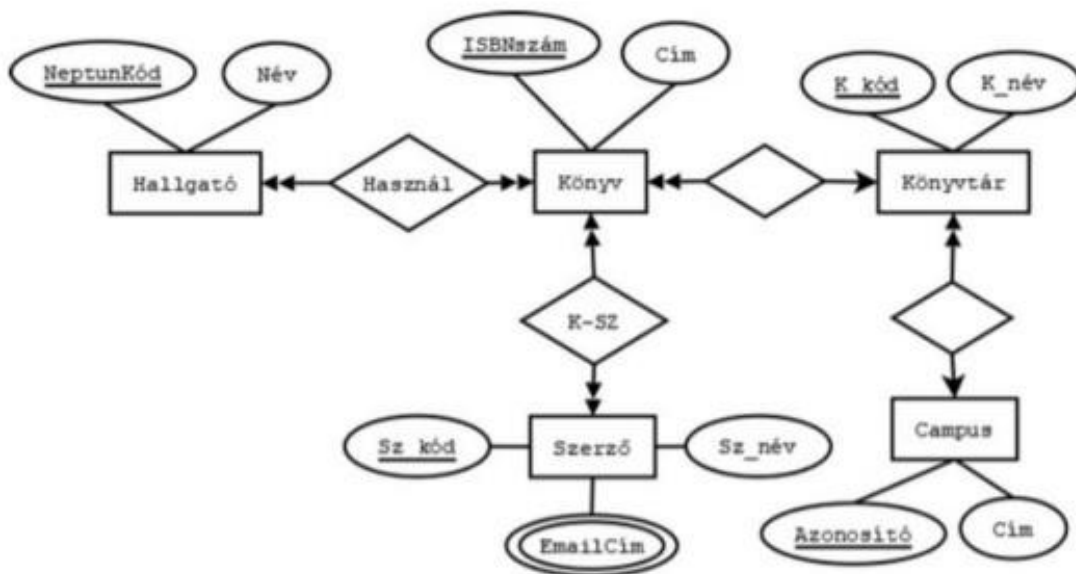 NeptunKód
Név
ISBNszám
Cím
K_kód
K_név
Hallgató
Használ
Könyv
Könyvtár
K-SZ
Sz_kód
Szerző
Sz_név
Campus
EmailCím
Azonosító
Cím